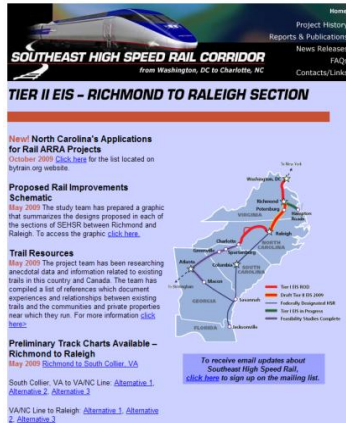 Home
Project History
Reports & Publications
News Releases
FAQs
Contacts/Links
SOUTHEAST HIGH SPEED RAIL CORRIDOR
from Washington, DC to Charlotte, NC
TIER II EIS – RICHMOND TO RALEIGH SECTION
New! North Carolina's Applications
for Rail ARRA Projects
October 2009 Click here for the list located on
bytrain.org website.
Proposed Rail Improvements
Schematic
May 2009 The study team has prepared a graphic
that summarizes the designs proposed in each of
the sections of SEHSR between Richmond and
Raleigh. To access the graphic click here.
Trail Resources
May 2009 The project team has been researching
anecdotal data and information related to existing
trails in this country and Canada. The team has
compiled a list of references which document
experiences and relationships between existing
trails and the communities and private properties
near which they run. For more information click
here>
Preliminary Track Charts Available –
Richmond to Raleigh
May 2009 Richmond to South Collier, VA
South Collier, VA to VA/NC Line: Alternative 1,
Alternative 2, Alternative 3
VA/NC Line to Raleigh: Alternative 1, Alternative
2, Alternative 3
To New York
Washington, DC
Richmond
Petersburg
Hampton
Roads
VIRGINIA
Raleigh
Charlotte
NORTH
CAROLINA
Greenville
Spartanburg
Atlanta
Columbia
SOUTH
CAROLINA
To Birmingham
Macon
GEORGIA
Savannah
Jacksonville
FLORIDA
Tier I EIS ROD
Draft Tier II EIS 2009
Federally Designated HSR
Tier I EIS in Progress
Feasibility Studies Complete
To receive email updates about
Southeast High Speed Rail,
click here to sign up on the mailing list.